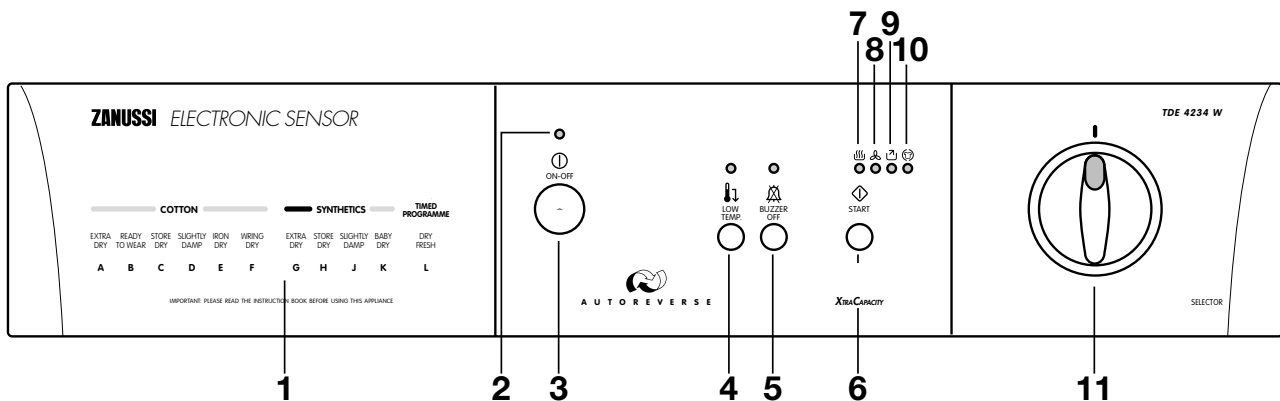 7 9
8 10
ZANUSSI ELECTRONIC SENSOR
TDE 4234 W
2
ON-OFF
COTTON SYNTHETICS TIMED PROGRAMME
LOW TEMP.
BUZZER OFF
START
EXTRA DRY READY TO WEAR STORE DRY SLIGHTLY DAMP IRON DRY WRING DRY EXTRA DRY STORE DRY SLIGHTLY DAMP BABY DRY DRY FRESH
A B C D E F G H J K L
IMPORTANT: PLEASE READ THE INSTRUCTION BOOK BEFORE USING THIS APPLIANCE
AUTOREVERSE
XTRACAPACITY
SELECTOR
1 3 4 5 6 11